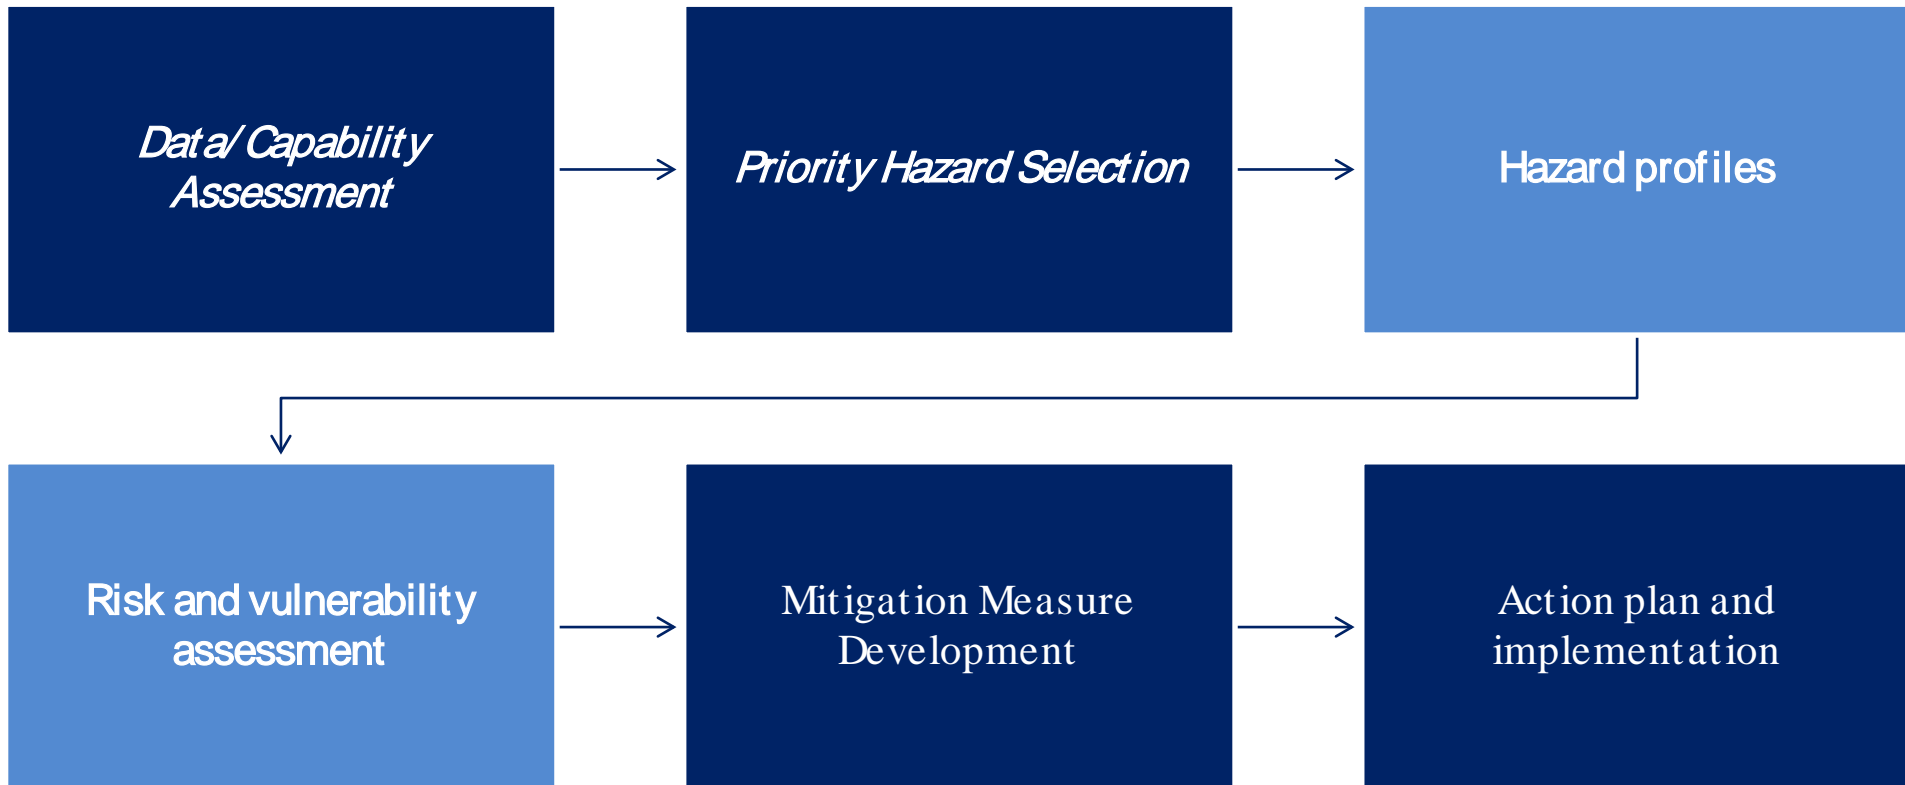 Data/ Capability
Assessment
Priority Hazard Selection
Hazard profiles
Risk and vulnerability
assessment
Mitigation Measure
Development
Action plan and
implementation